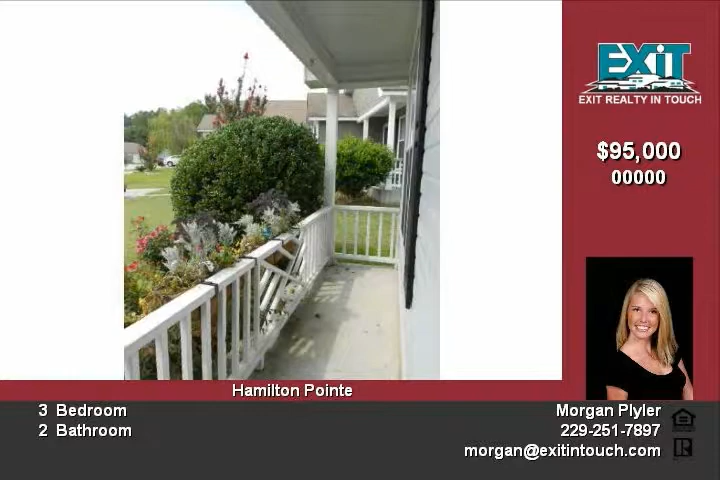 EXiT
EXIT REALTY IN TOUCH
$95,000
00000
Hamilton Pointe
3 Bedroom
2 Bathroom
Morgan Plyler
229-251-7897
morgan@exitintouch.com